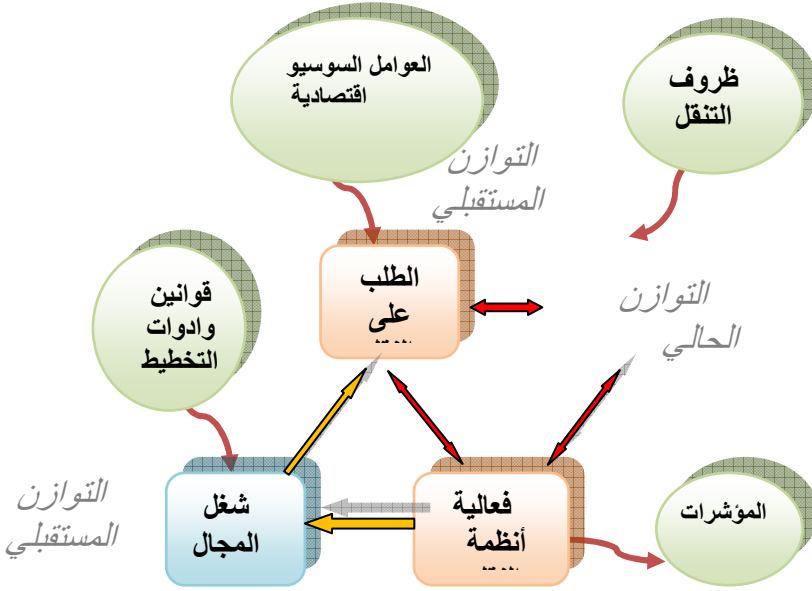 العوامل السوسيو
اقتصادية
ظروف
التنقل
التوازن
المستقبلي
الطلب
على
قوانين
وادوات
التخطيط
التوازن
الحالي
شغل
المجال
فعالية
أنظمة
المؤشرات
التوازن
المستقبلي